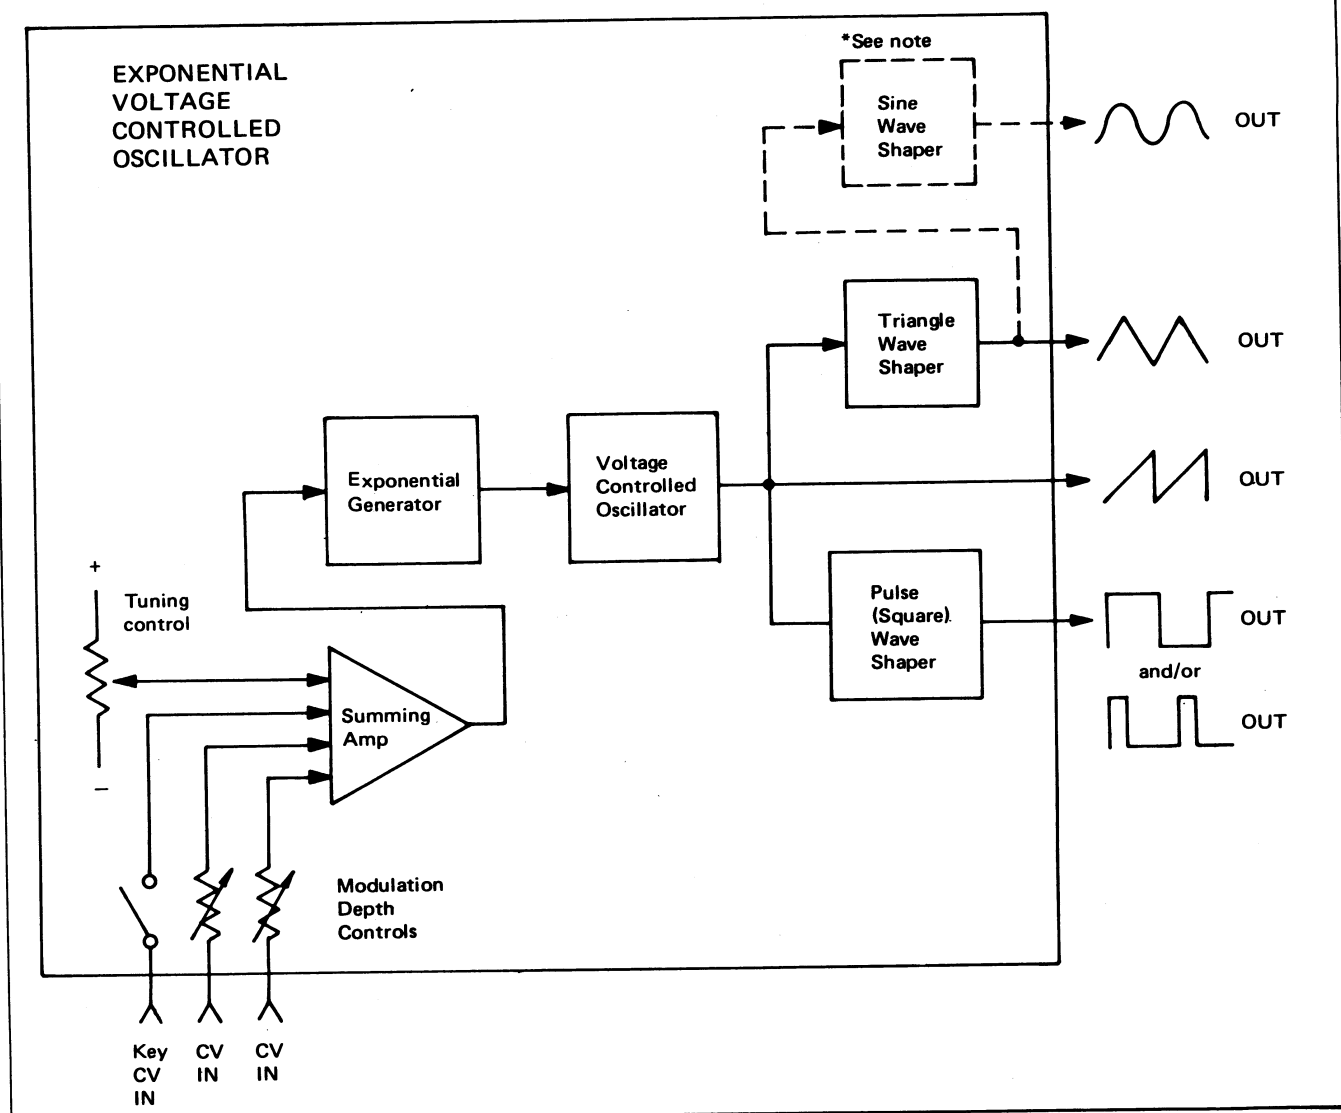 EXPONENTIAL
VOLTAGE
CONTROLLED
OSCILLATOR
*See note
Sine
Wave
Shaper
OUT
Triangle
Wave
Shaper
OUT
Exponential
Generator
Voltage
Controlled
Oscillator
OUT
+
Tuning
control
−
Pulse
(Square).
Wave
Shaper
OUT
and/or
OUT
Summing
Amp
Modulation
Depth
Controls
Key
CV
IN
CV
IN
CV
IN